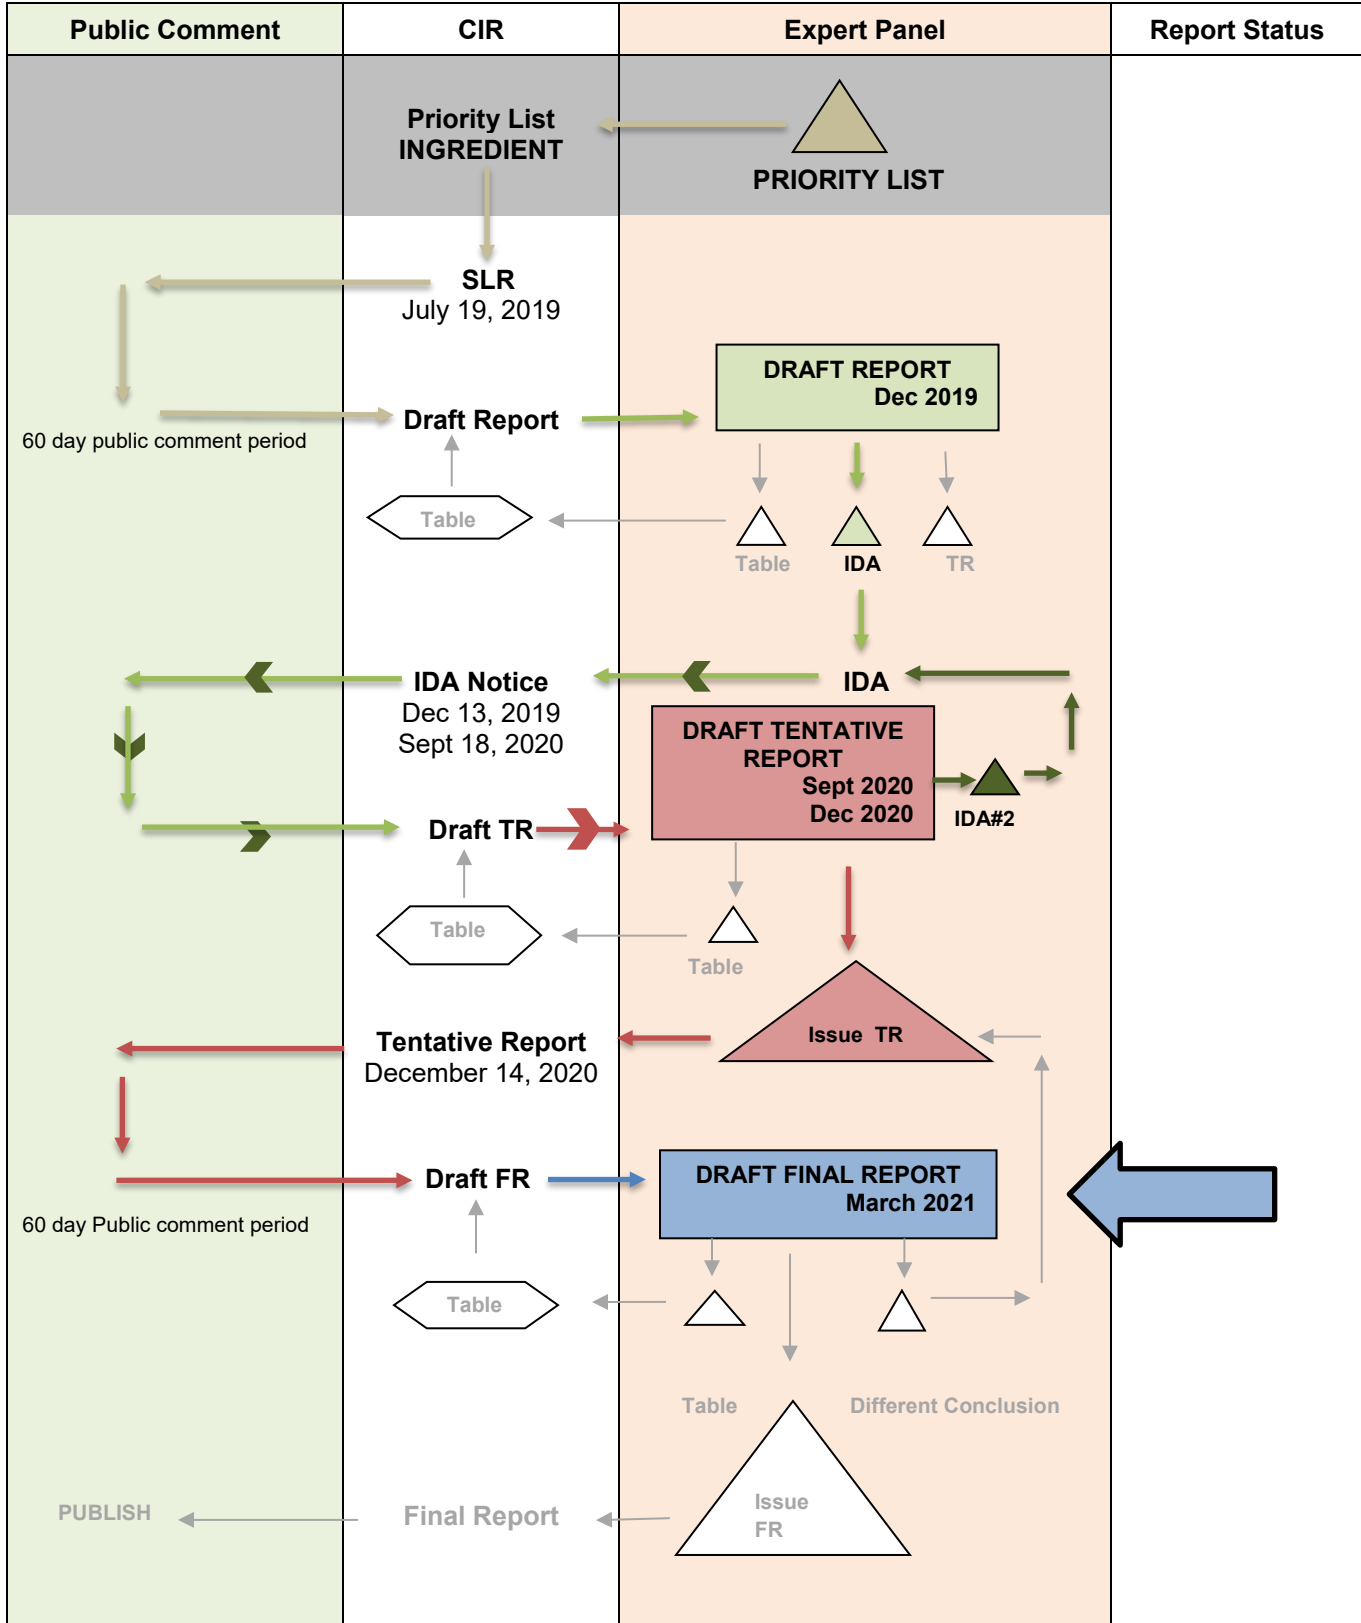 Public Comment
CIR
Expert Panel
Report Status
Priority List
INGREDIENT
PRIORITY LIST
SLR
July 19, 2019
DRAFT REPORT
Dec 2019
60 day public comment period
Draft Report
Table
Table
IDA
TR
IDA Notice
Dec 13, 2019
Sept 18, 2020
IDA
DRAFT TENTATIVE
REPORT
Sept 2020
Dec 2020
IDA#2
Draft TR
Table
Table
Tentative Report
December 14, 2020
Issue TR
Draft FR
DRAFT FINAL REPORT
March 2021
60 day Public comment period
Table
Table
Different Conclusion
PUBLISH
Final Report
Issue
FR